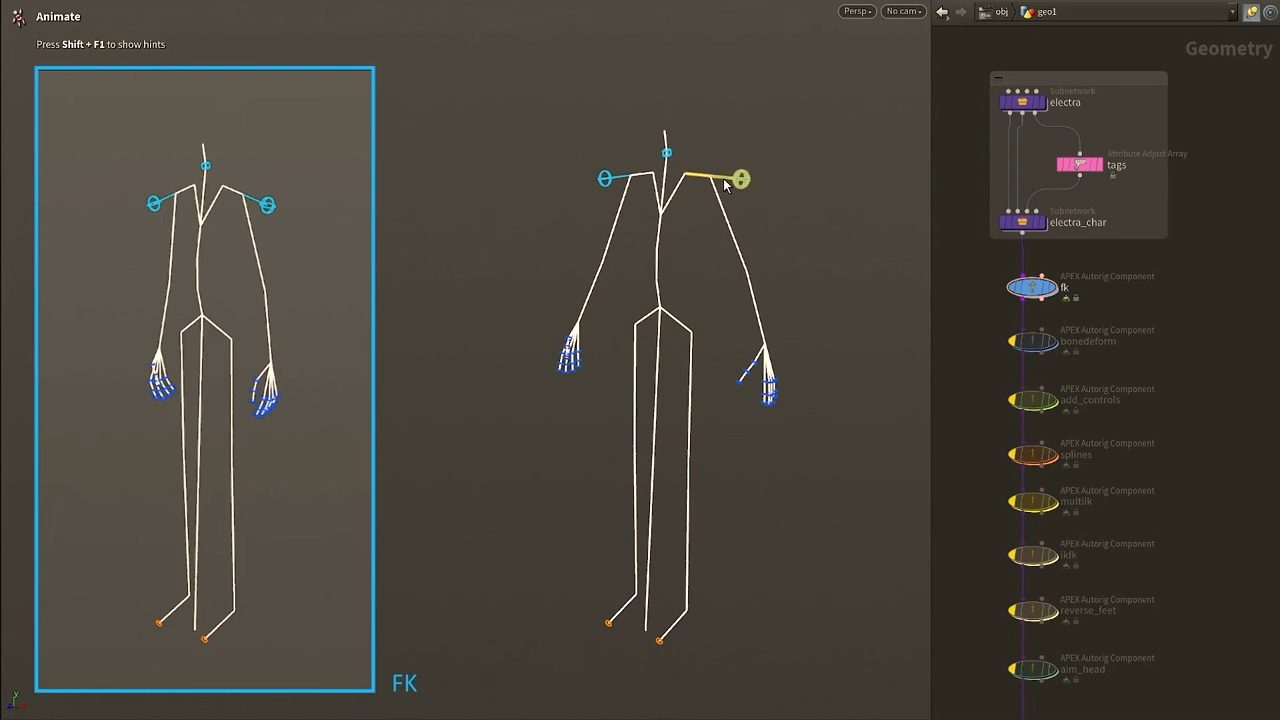 Animate
Persp
No cam
obj
geo1
Press Shift + F1 to show hints
Geometry
Subnetwork
electra
Attribute Adjust Array
tags
Subnetwork
electra_char
APEX Autorig Component
fk
APEX Autorig Component
bonedeform
APEX Autorig Component
add_controls
APEX Autorig Component
splines
APEX Autorig Component
multiik
APEX Autorig Component
ikfk
APEX Autorig Component
reverse_feet
APEX Autorig Component
aim_head
FK
y